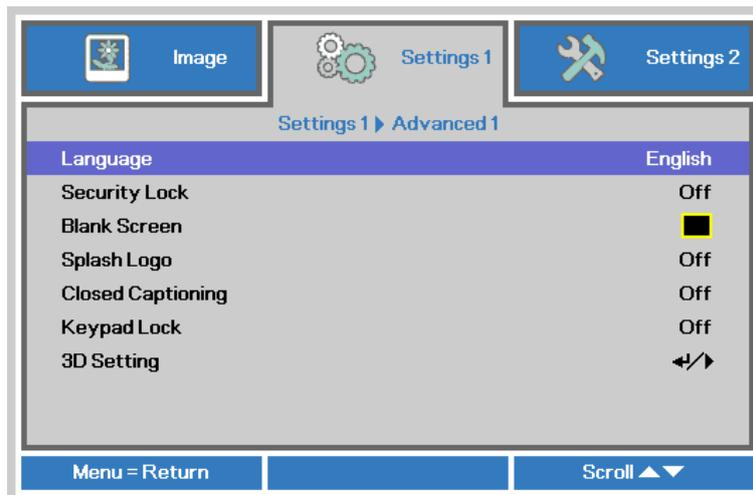 Image
Settings 1
Settings 2
Settings 1 Advanced 1
Language English
Security Lock Off
Blank Screen
Splash Logo Off
Closed Captioning Off
Keypad Lock Off
3D Setting
Menu = Return
Scroll